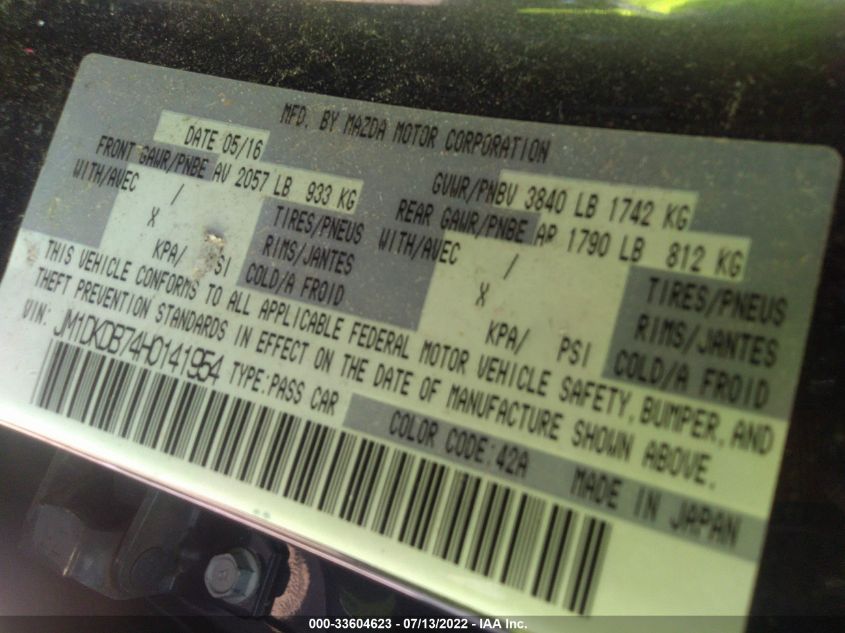 MFD. BY MAZDA MOTOR CORPORATION
DATE 05/16
GVWR/PNBV 3840 LB 1742 KG
FRONT GAWR/PNBE AV 2057 LB 933 KG
REAR GAWR/PNBE AR 1790 LB 812 KG
WITH/AVEC / TIRES/PNEUS
X RIMS/JANTES
KPA/ PSI COLD/A FROID
WITH/AVEC / TIRES/PNEUS
X RIMS/JANTES
KPA/ PSI COLD/A FROID
THIS VEHICLE CONFORMS TO ALL APPLICABLE FEDERAL MOTOR VEHICLE SAFETY, BUMPER, AND
THEFT PREVENTION STANDARDS IN EFFECT ON THE DATE OF MANUFACTURE SHOWN ABOVE.
VIN: JM1DKDB74H0141954 TYPE:PASS CAR
COLOR CODE:42A MADE IN JAPAN
000-33604623 - 07/13/2022 - IAA Inc.